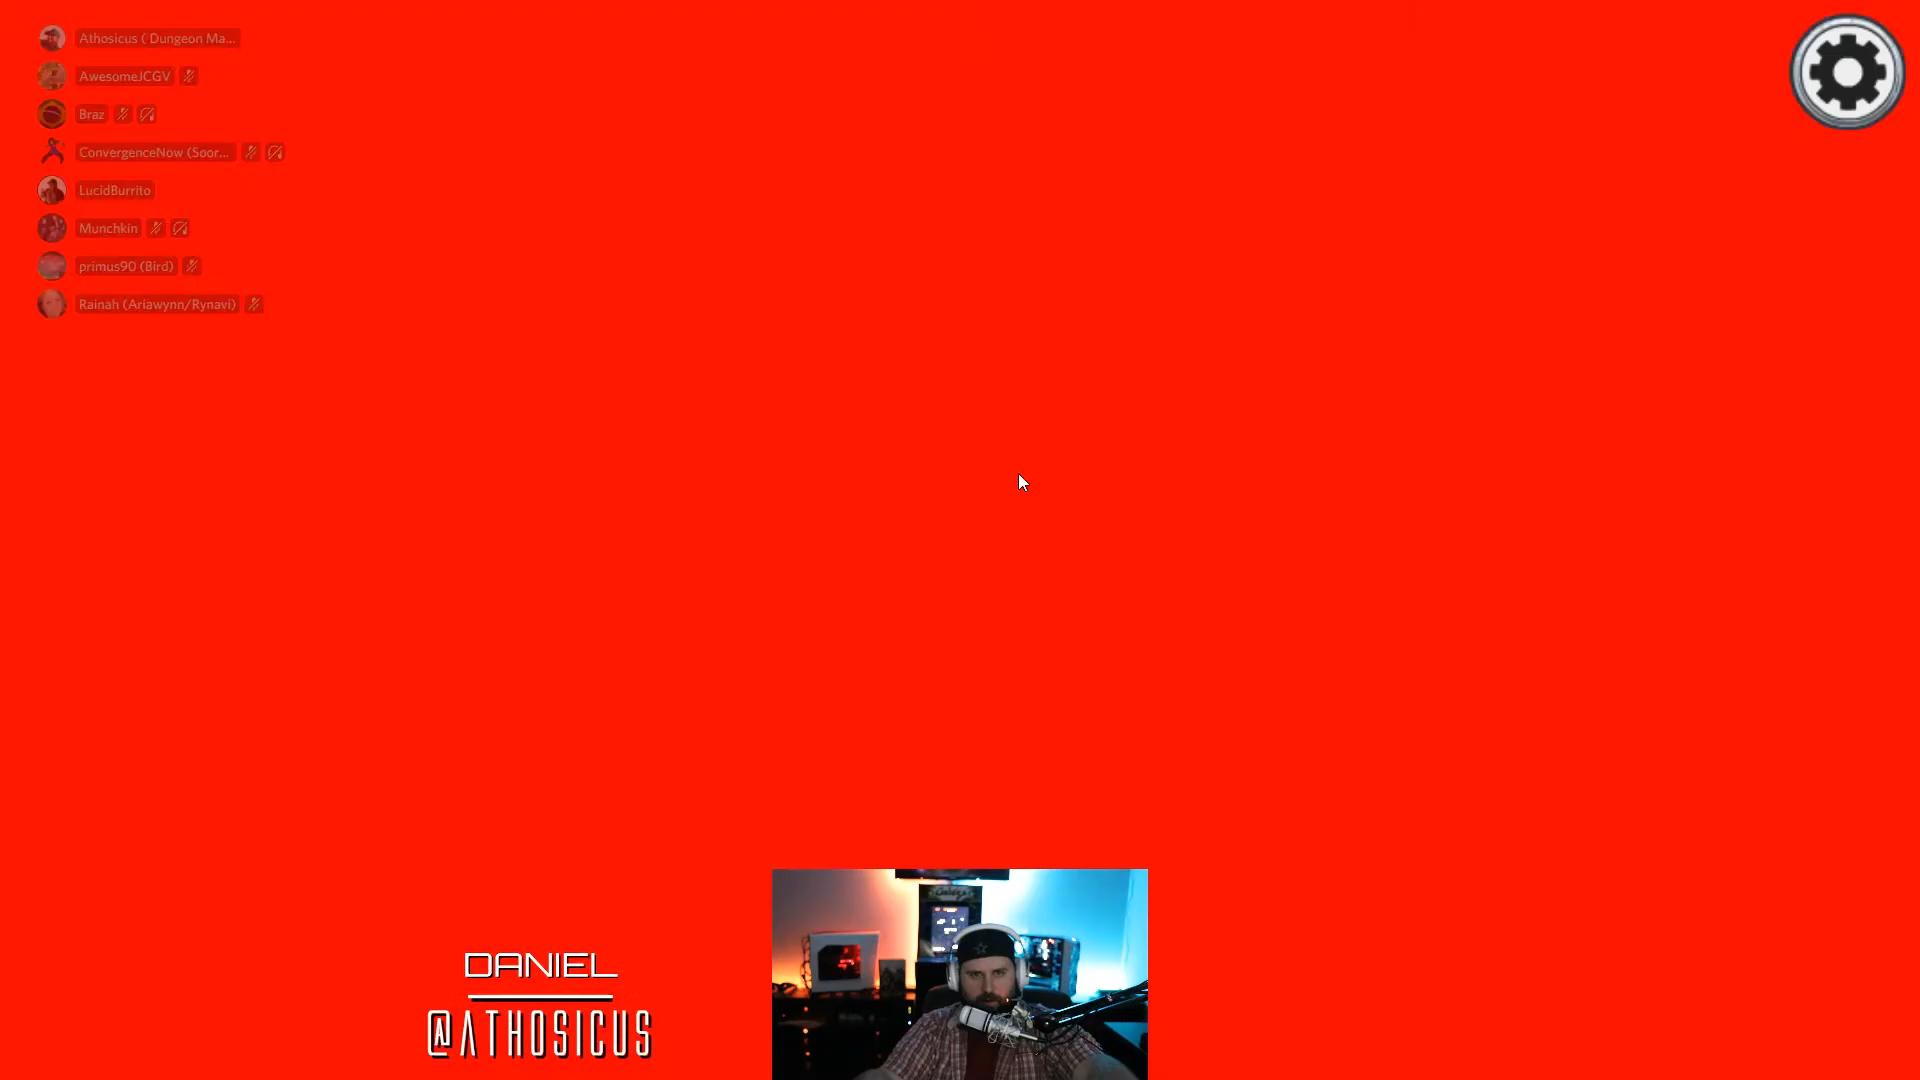 Athosicus ( Dungeon Ma...
AwesomeJCGV
Braz
ConvergenceNow (Soor...
LucidBurrito
Munchkin
primus90 (Bird)
Rainah (Ariawynn/Rynavi)
DANIEL
@ATHOSICUS